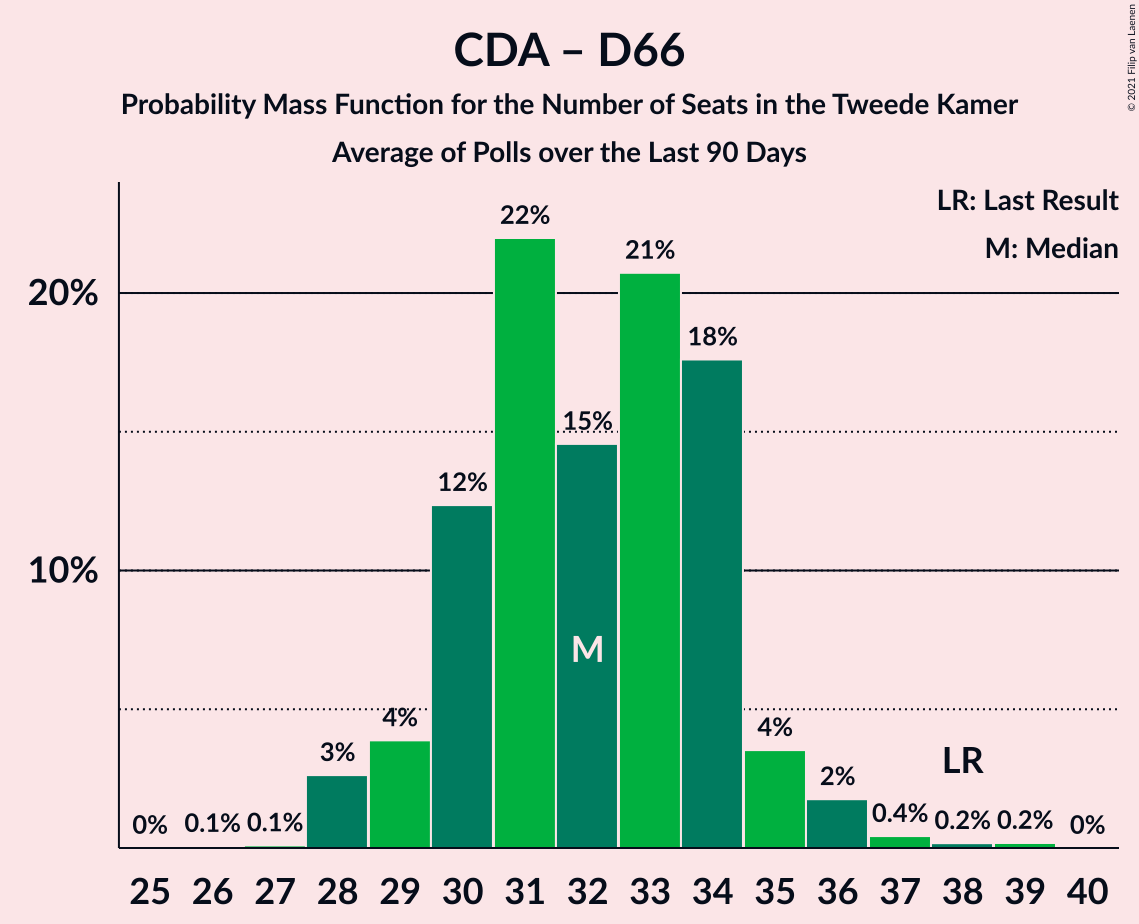 CDA – D66
Probability Mass Function for the Number of Seats in the Tweede Kamer
Average of Polls over the Last 90 Days
© 2021 Filip van Laenen
LR: Last Result
M: Median
20%
10%
0%
0.1%
0.1%
3%
4%
12%
22%
15%
21%
18%
4%
2%
0.4%
0.2%
0.2%
0%
M
LR
25 26 27 28 29 30 31 32 33 34 35 36 37 38 39 40